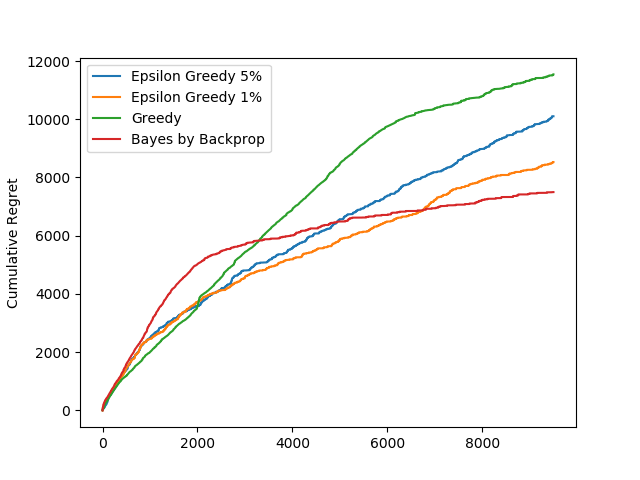 12000
10000
8000
6000
4000
2000
0
Cumulative Regret
Epsilon Greedy 5%
Epsilon Greedy 1%
Greedy
Bayes by Backprop
0
2000
4000
6000
8000